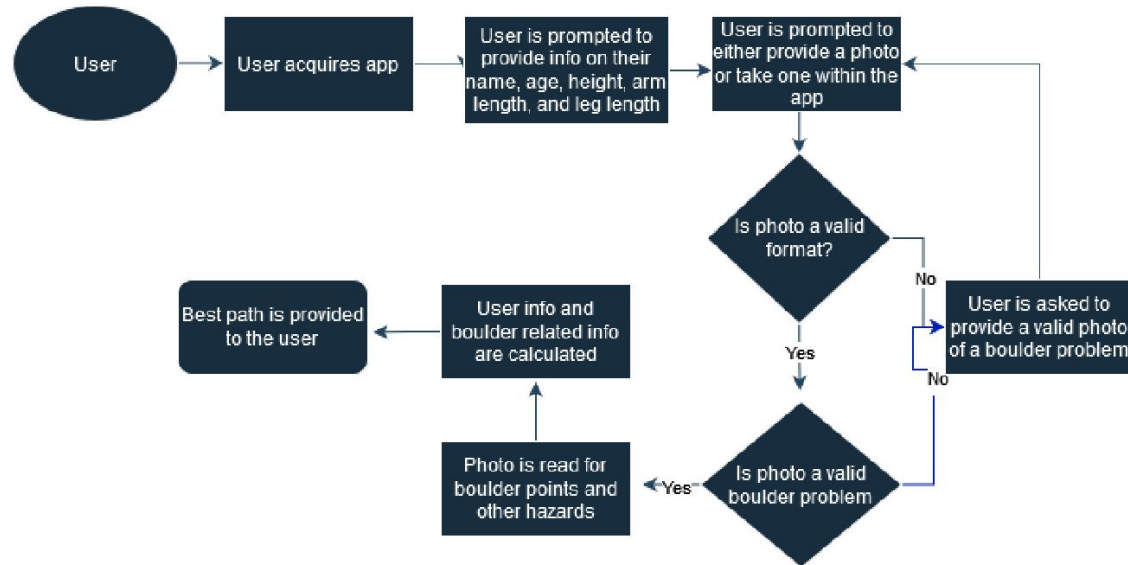 User
User acquires app
User is prompted to
provide info on their
name, age, height, arm
length, and leg length
User is prompted to
either provide a photo
or take one within the
app
Is photo a valid
format?
No
User is asked to
provide a valid photo
of a boulder problem
Yes
No
Is photo a valid
boulder problem
Yes
Photo is read for
boulder points and
other hazards
User info and
boulder related info
are calculated
Best path is provided
to the user